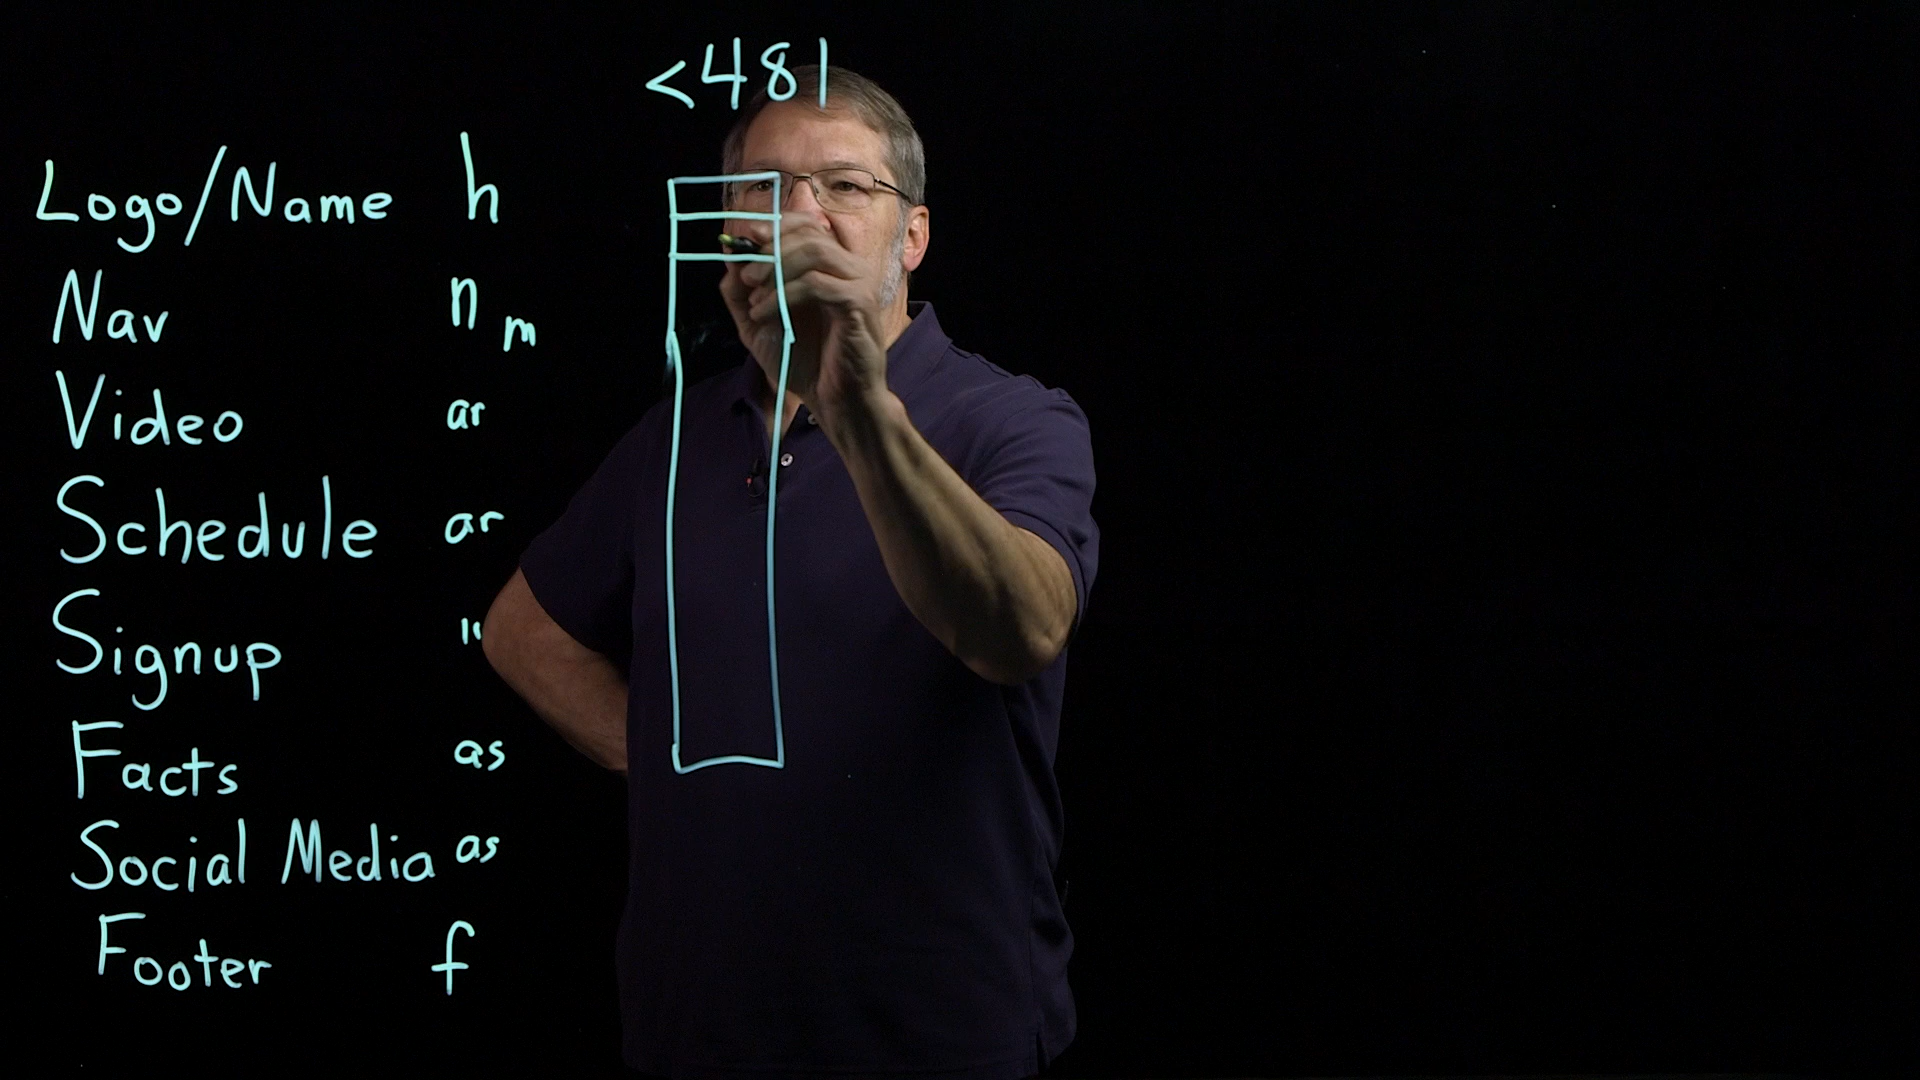 <481
Logo/Name h
Nav n m
Video ar
Schedule ar
Signup "
Facts as
Social Media as
Footer f